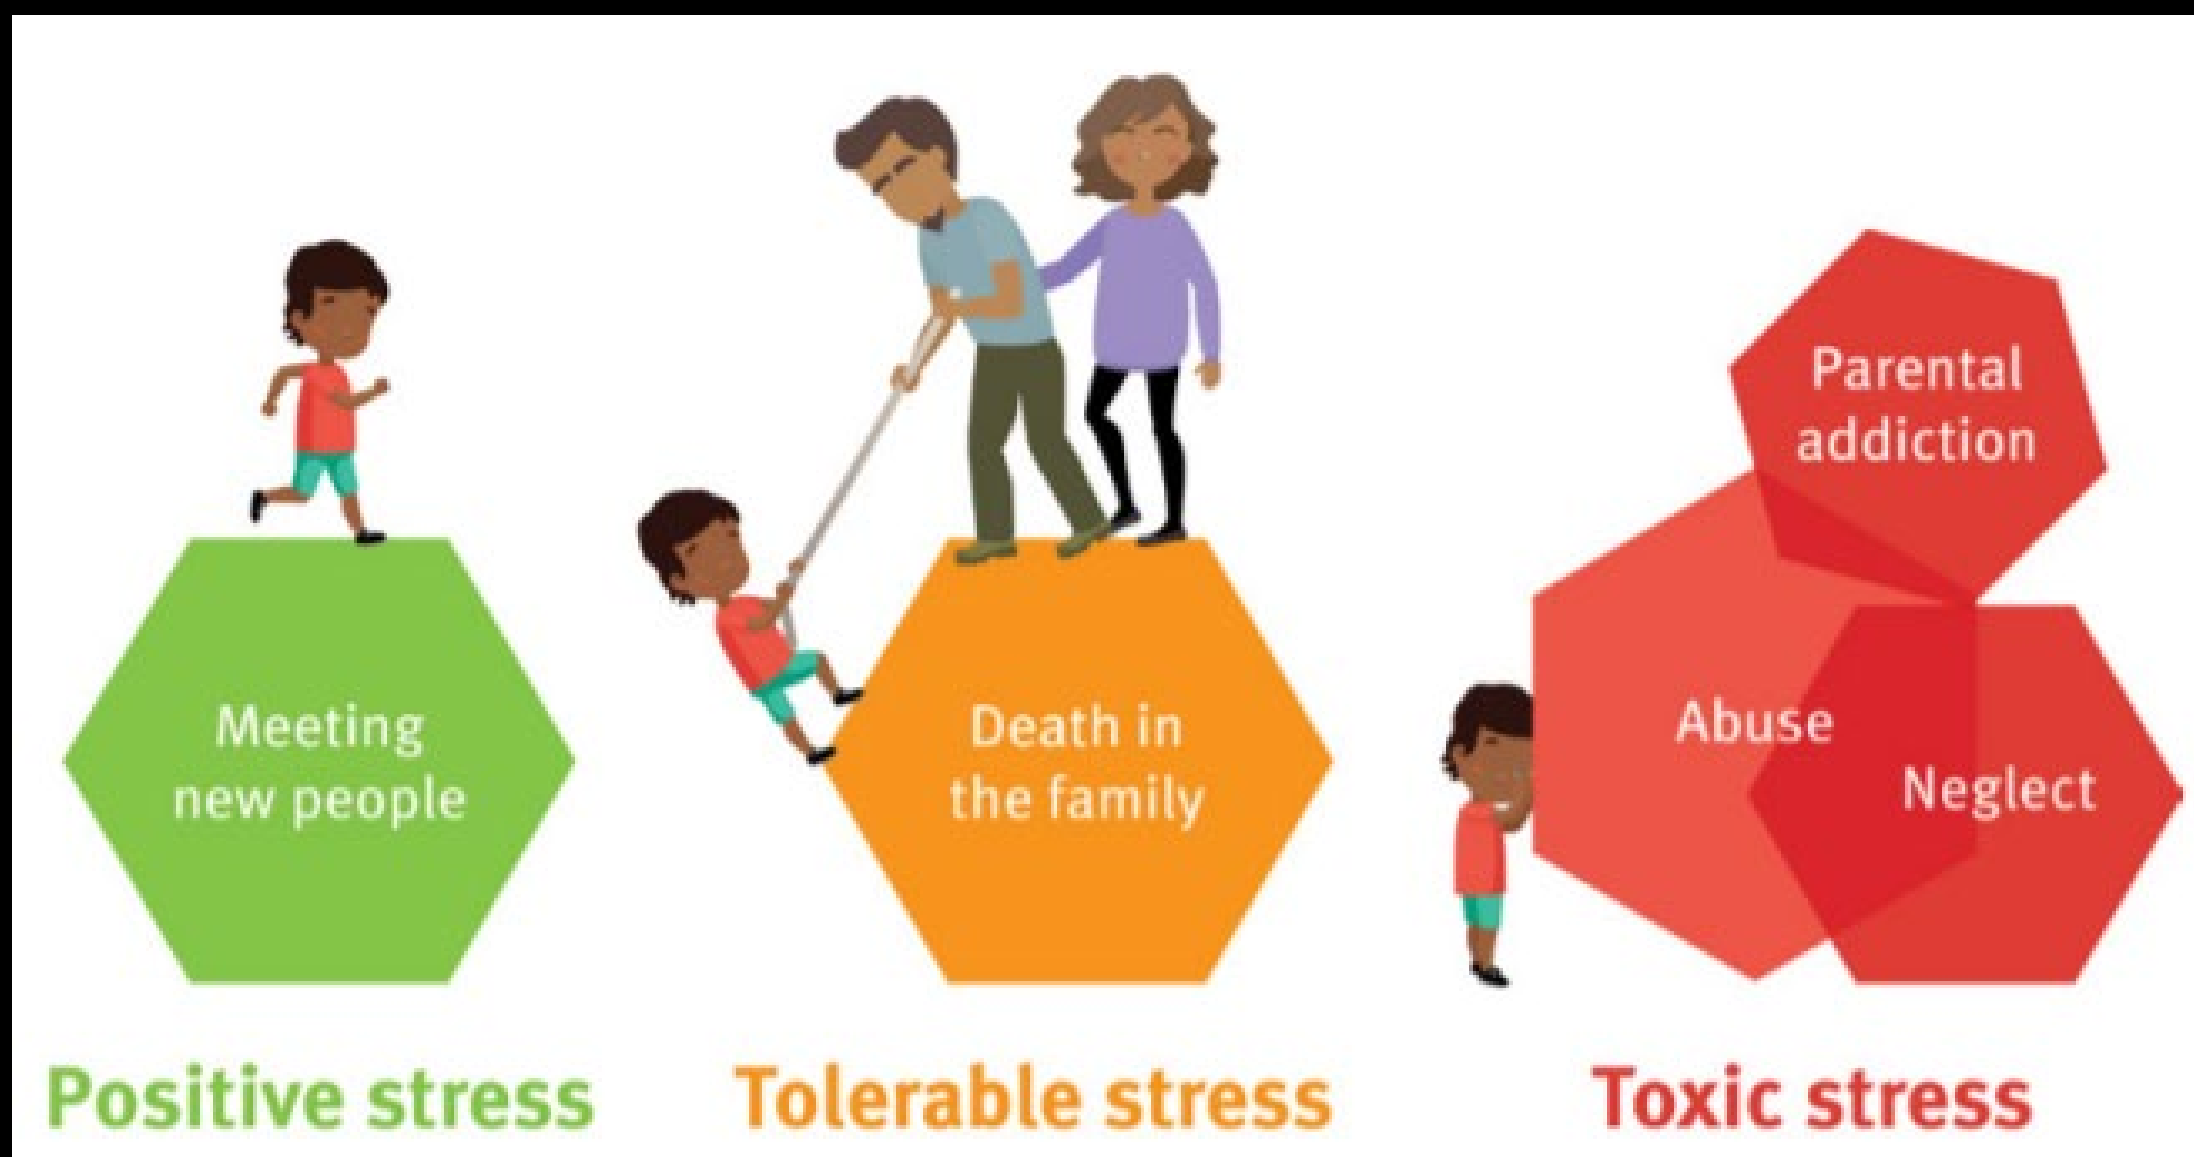 Meeting
new people
Positive stress
Death in
the family
Tolerable stress
Parental
addiction
Abuse
Neglect
Toxic stress